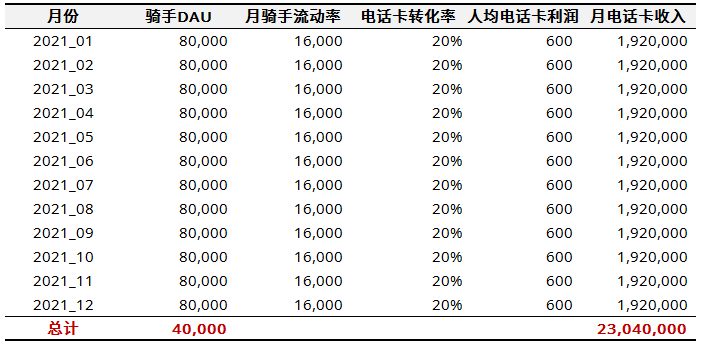 月份 骑手DAU 月骑手流动率 电话卡转化率 人均电话卡利润 月电话卡收入
2021_01 80,000 16,000 20% 600 1,920,000
2021_02 80,000 16,000 20% 600 1,920,000
2021_03 80,000 16,000 20% 600 1,920,000
2021_04 80,000 16,000 20% 600 1,920,000
2021_05 80,000 16,000 20% 600 1,920,000
2021_06 80,000 16,000 20% 600 1,920,000
2021_07 80,000 16,000 20% 600 1,920,000
2021_08 80,000 16,000 20% 600 1,920,000
2021_09 80,000 16,000 20% 600 1,920,000
2021_10 80,000 16,000 20% 600 1,920,000
2021_11 80,000 16,000 20% 600 1,920,000
2021_12 80,000 16,000 20% 600 1,920,000
总计 40,000 23,040,000